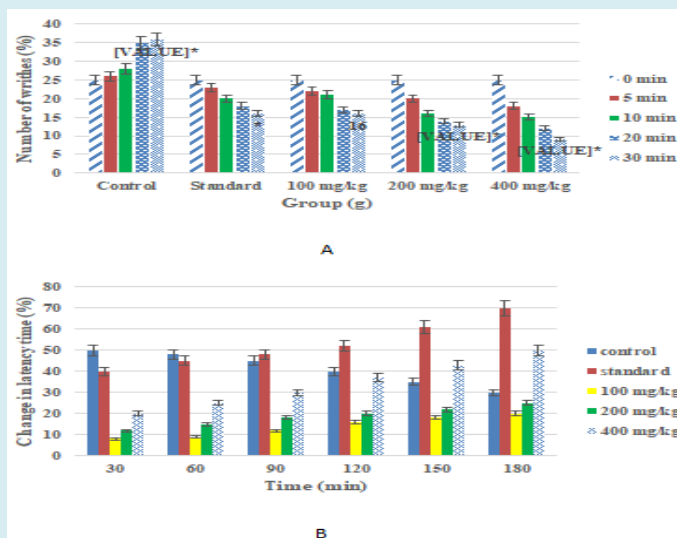 40
35
30
25
20
15
10
5
0
Number of writhes (%)
[VALUE]*
*
16
[VALUE]*
[VALUE]*
Control Standard 100 mg/kg 200 mg/kg 400 mg/kg
Group (g)
0 min
5 min
10 min
20 min
30 min
A
80
70
60
50
40
30
20
10
0
Change in latency time (%)
30 60 90 120 150 180
Time (min)
control
standard
100 mg/kg
200 mg/kg
400 mg/kg
B